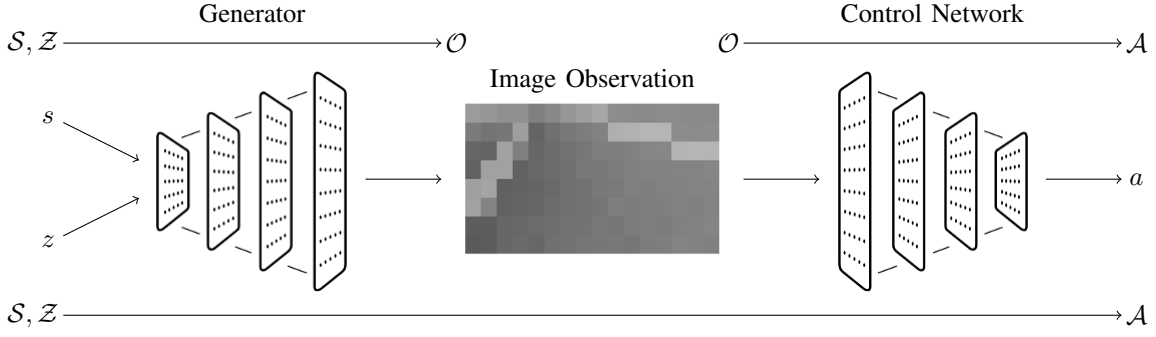 Generator
Control Network
𝒮, 𝒵
𝒪
𝒪
𝒜
Image Observation
s
z
a
𝒮, 𝒵
𝒜